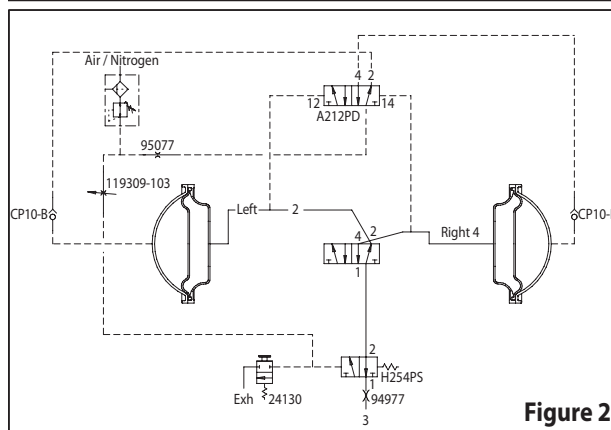 Air / Nitrogen
4 2
12 14
A212PD
95077
119309-103
CP10-B
CP10-
Left 2
4 2
Right 4
1
2
H254PS
1
Exh 24130
94977
3
Figure 2